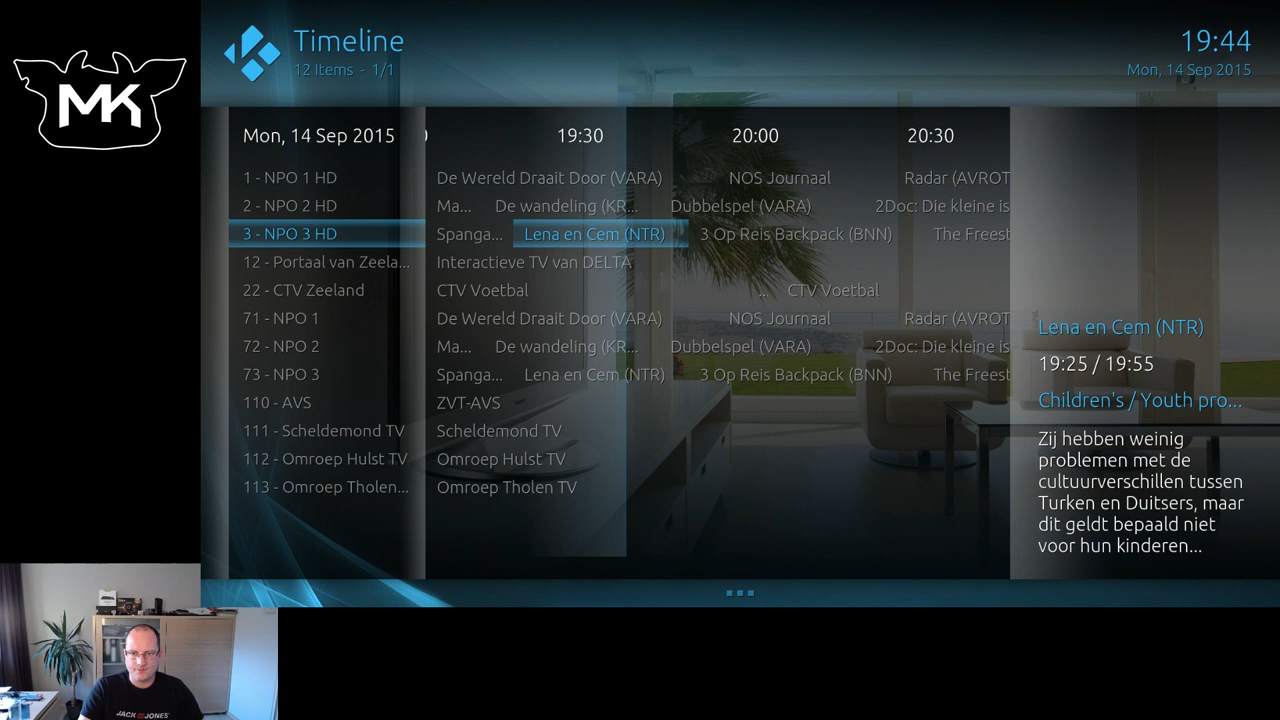 MK
Timeline
12 Items - 1/1
19:44
Mon, 14 Sep 2015
Mon, 14 Sep 2015 19:30 20:00 20:30
1 - NPO 1 HD De Wereld Draait Door (VARA) NOS Journaal Radar (AVROT
2 - NPO 2 HD Ma... De wandeling (KR... Dubbelspel (VARA) 2Doc: Die kleine is
3 - NPO 3 HD Spanga... Lena en Cem (NTR) 3 Op Reis Backpack (BNN) The Freest
12 - Portaal van Zeela... Interactieve TV van DELTA
22 - CTV Zeeland CTV Voetbal .. CTV Voetbal
71 - NPO 1 De Wereld Draait Door (VARA) NOS Journaal Radar (AVROT
72 - NPO 2 Ma... De wandeling (KR... Dubbelspel (VARA) 2Doc: Die kleine is
73 - NPO 3 Spanga... Lena en Cem (NTR) 3 Op Reis Backpack (BNN) The Freest
110 - AVS ZVT-AVS
111 - Scheldemond TV Scheldemond TV
112 - Omroep Hulst TV Omroep Hulst TV
113 - Omroep Tholen... Omroep Tholen TV
Lena en Cem (NTR)
19:25 / 19:55
Children's / Youth pro...
Zij hebben weinig
problemen met de
cultuurverschillen tussen
Turken en Duitsers, maar
dit geldt bepaald niet
voor hun kinderen...
JACK JONES